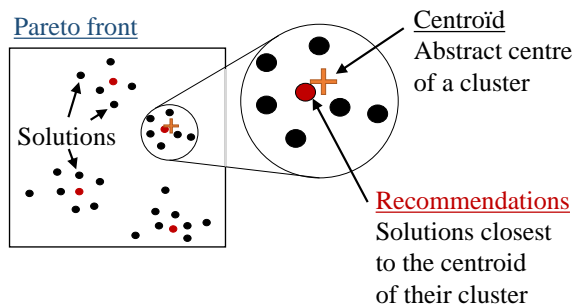 Pareto front
Solutions
Centroïd
Abstract centre
of a cluster
Recommendations
Solutions closest
to the centroid
of their cluster